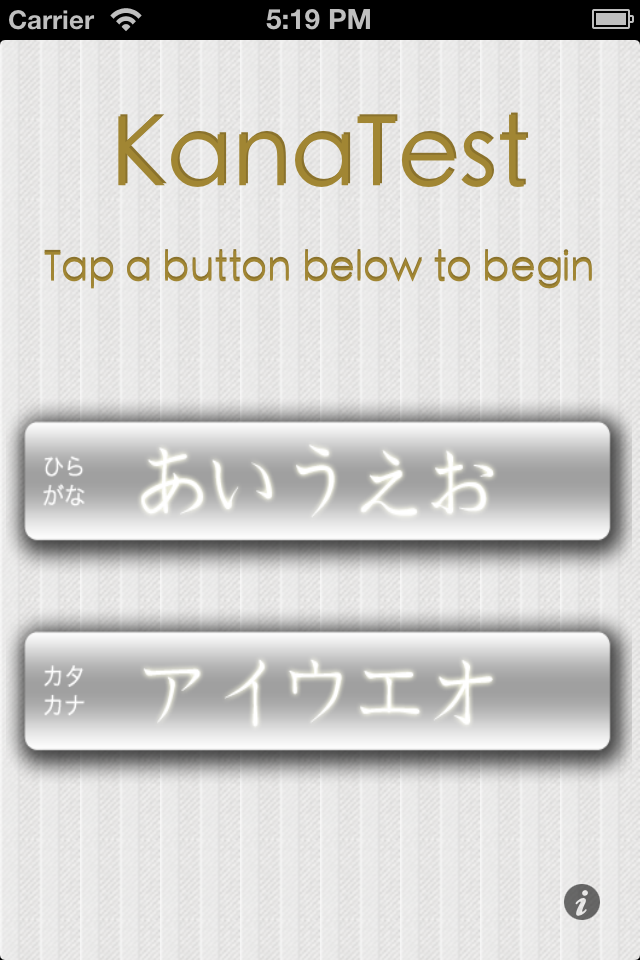 Carrier 5:19 PM
KanaTest
Tap a button below to begin
ひら
がな
あいうえお
カタ
カナ
アイウエオ
i